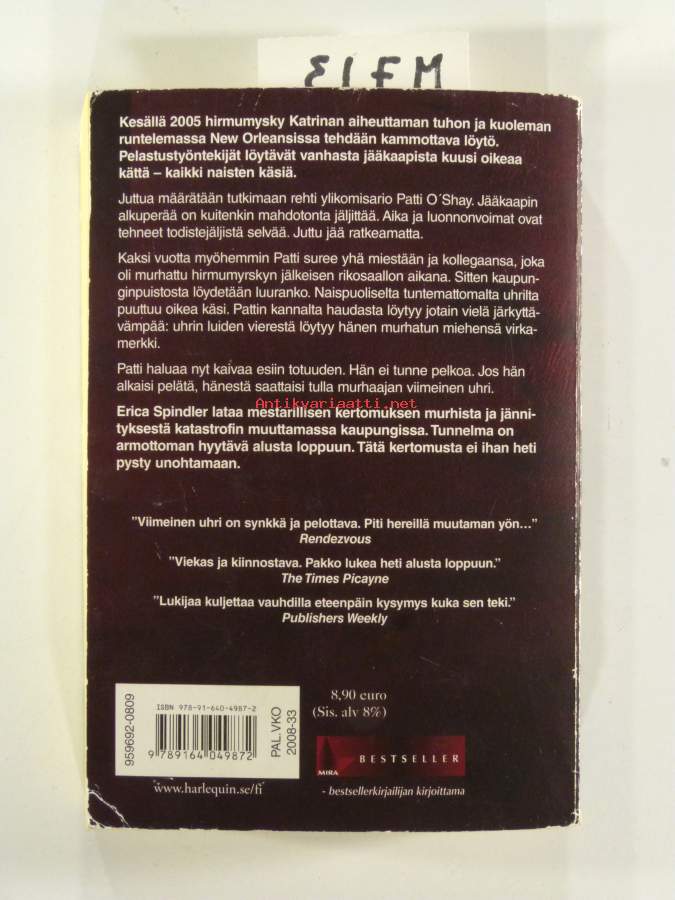 Kesällä 2005 hirmumysky Katrinan aiheuttaman tuhon ja kuoleman
runtelemassa New Orleansissa tehdään kammottava löytö.
Pelastustyöntekijät löytävät vanhasta jääkaapista kuusi oikeaa
kättä – kaikki naisten käsiä.
Juttua määrätään tutkimaan rehti ylikomisario Patti O´Shay. Jääkaapin
alkuperää on kuitenkin mahdotonta jäljittää. Aika ja luonnonvoimat ovat
tehneet todistejäljistä selvää. Juttu jää ratkeamatta.
Kaksi vuotta myöhemmin Patti suree yhä miestään ja kollegaansa, joka
oli murhattu hirmumyrskyn jälkeisen rikosaallon aikana. Sitten kaupun-
ginpuistosta löydetään luuranko. Naispuoliselta tuntemattomalta uhrilta
puuttuu oikea käsi. Pattin kannalta haudasta löytyy jotain vielä järkyttä-
vämpää: uhrin luiden vierestä löytyy hänen murhatun miehensä virka-
merkki.
Patti haluaa nyt kaivaa esiin totuuden. Hän ei tunne pelkoa. Jos hän
alkaisi pelätä, hänestä saattaisi tulla murhaajan viimeinen uhri.
Antikvariaatti.net
Erica Spindler lataa mestarillisen kertomuksen murhista ja jänni-
tyksestä katastrofin muuttamassa kaupungissa. Tunnelma on
armottoman hyytävä alusta loppuun. Tätä kertomusta ei ihan heti
pysty unohtamaan.
”Viimeinen uhri on synkkä ja pelottava. Piti hereillä muutaman yön...”
Rendezvous
”Viekas ja kiinnostava. Pakko lukea heti alusta loppuun.”
The Times Picayne
”Lukijaa kuljettaa vauhdilla eteenpäin kysymys kuka sen teki.”
Publishers Weekly
959692-0809
ISBN 978-91-640-4987-2
9 789164 049872
PAL.VKO
2008-33
www.harlequin.se/fi
8,90 euro
(Sis. alv 8%)
MIRA
BESTSELLER
- bestsellerkirjailijan kirjoittama